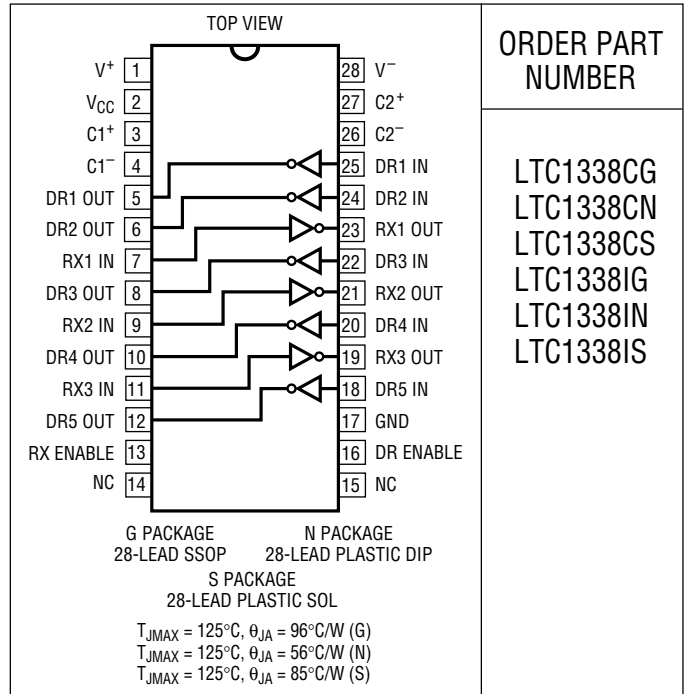 TOP VIEW
V+ 1
VCC 2
C1+ 3
C1– 4
DR1 OUT 5
DR2 OUT 6
RX1 IN 7
DR3 OUT 8
RX2 IN 9
DR4 OUT 10
RX3 IN 11
DR5 OUT 12
RX ENABLE 13
NC 14
28 V–
27 C2+
26 C2–
25 DR1 IN
24 DR2 IN
23 RX1 OUT
22 DR3 IN
21 RX2 OUT
20 DR4 IN
19 RX3 OUT
18 DR5 IN
17 GND
16 DR ENABLE
15 NC
G PACKAGE
28-LEAD SSOP
N PACKAGE
28-LEAD PLASTIC DIP
S PACKAGE
28-LEAD PLASTIC SOL
TJMAX = 125°C, θJA = 96°C/W (G)
TJMAX = 125°C, θJA = 56°C/W (N)
TJMAX = 125°C, θJA = 85°C/W (S)
ORDER PART
NUMBER
LTC1338CG
LTC1338CN
LTC1338CS
LTC1338IG
LTC1338IN
LTC1338IS